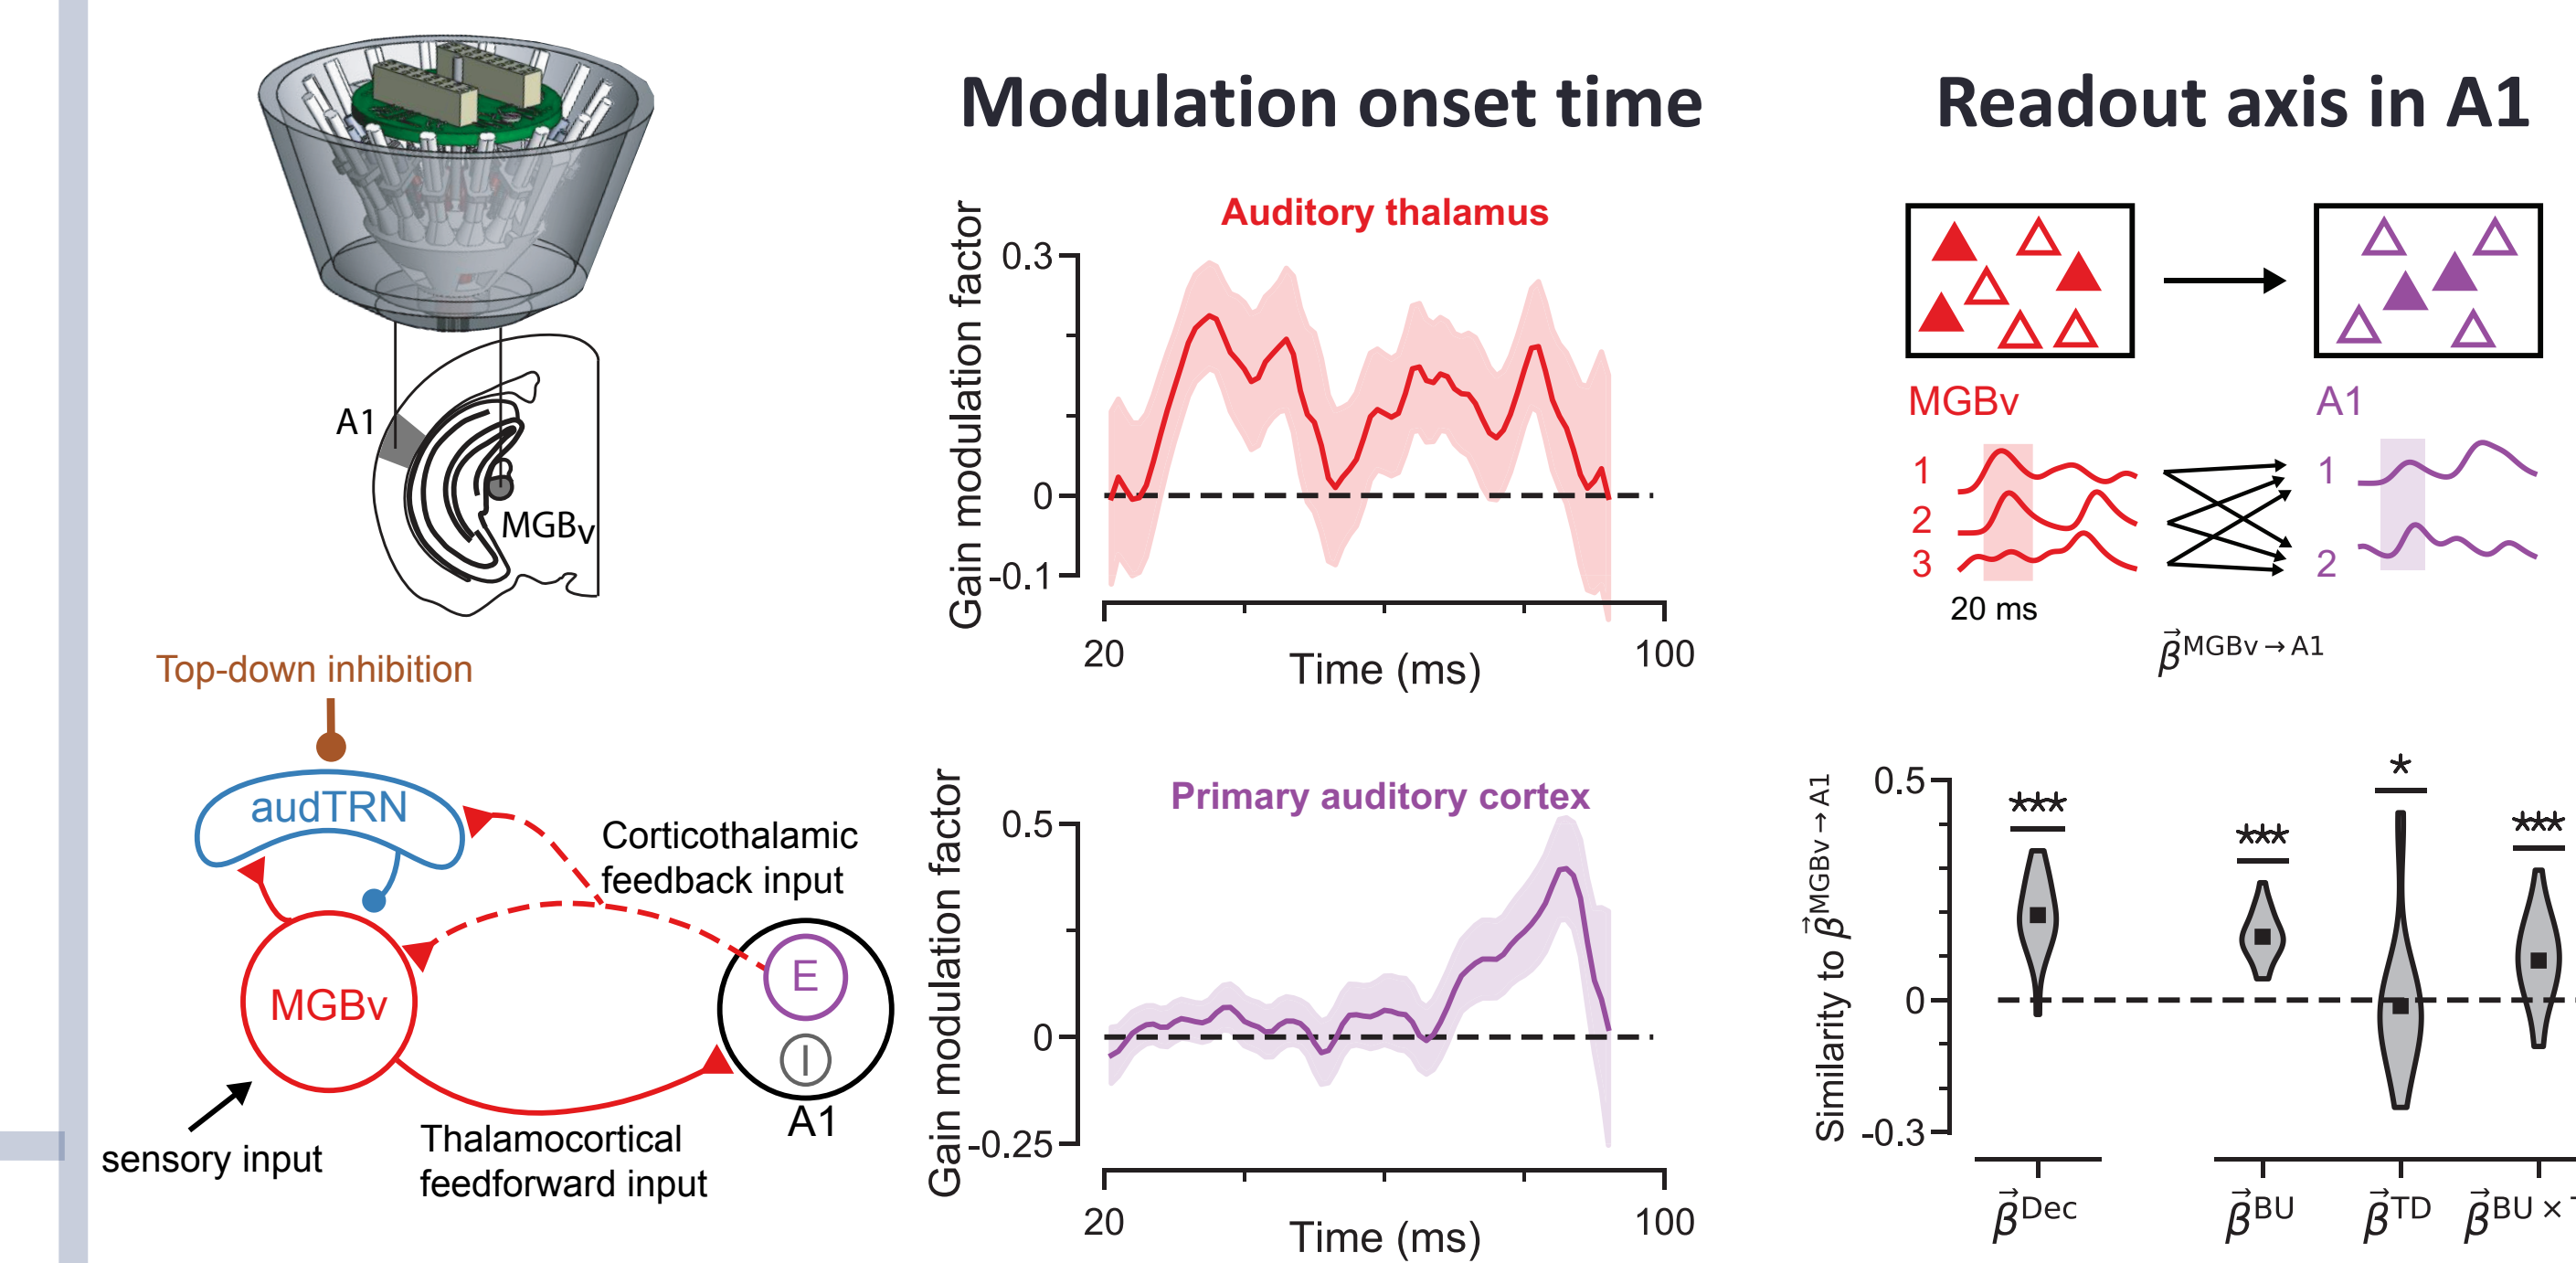 A1
MGBv
Top-down inhibition
audTRN
Corticothalamic
feedback input
MGBv
E
I
A1
sensory input
Thalamocortical
feedforward input
Modulation onset time
Auditory thalamus
Gain modulation factor
0.3
0
-0.1
20
100
Time (ms)
Primary auditory cortex
Gain modulation factor
0.5
0
-0.25
20
100
Time (ms)
Readout axis in A1
MGBv
A1
1
2
3
1
2
20 ms
β⃗ MGBv → A1
Similarity to β⃗ MGBv → A1
0.5
0
-0.3
*** *** * ***
β⃗ Dec
β⃗ BU
β⃗ TD
β⃗ BU ×